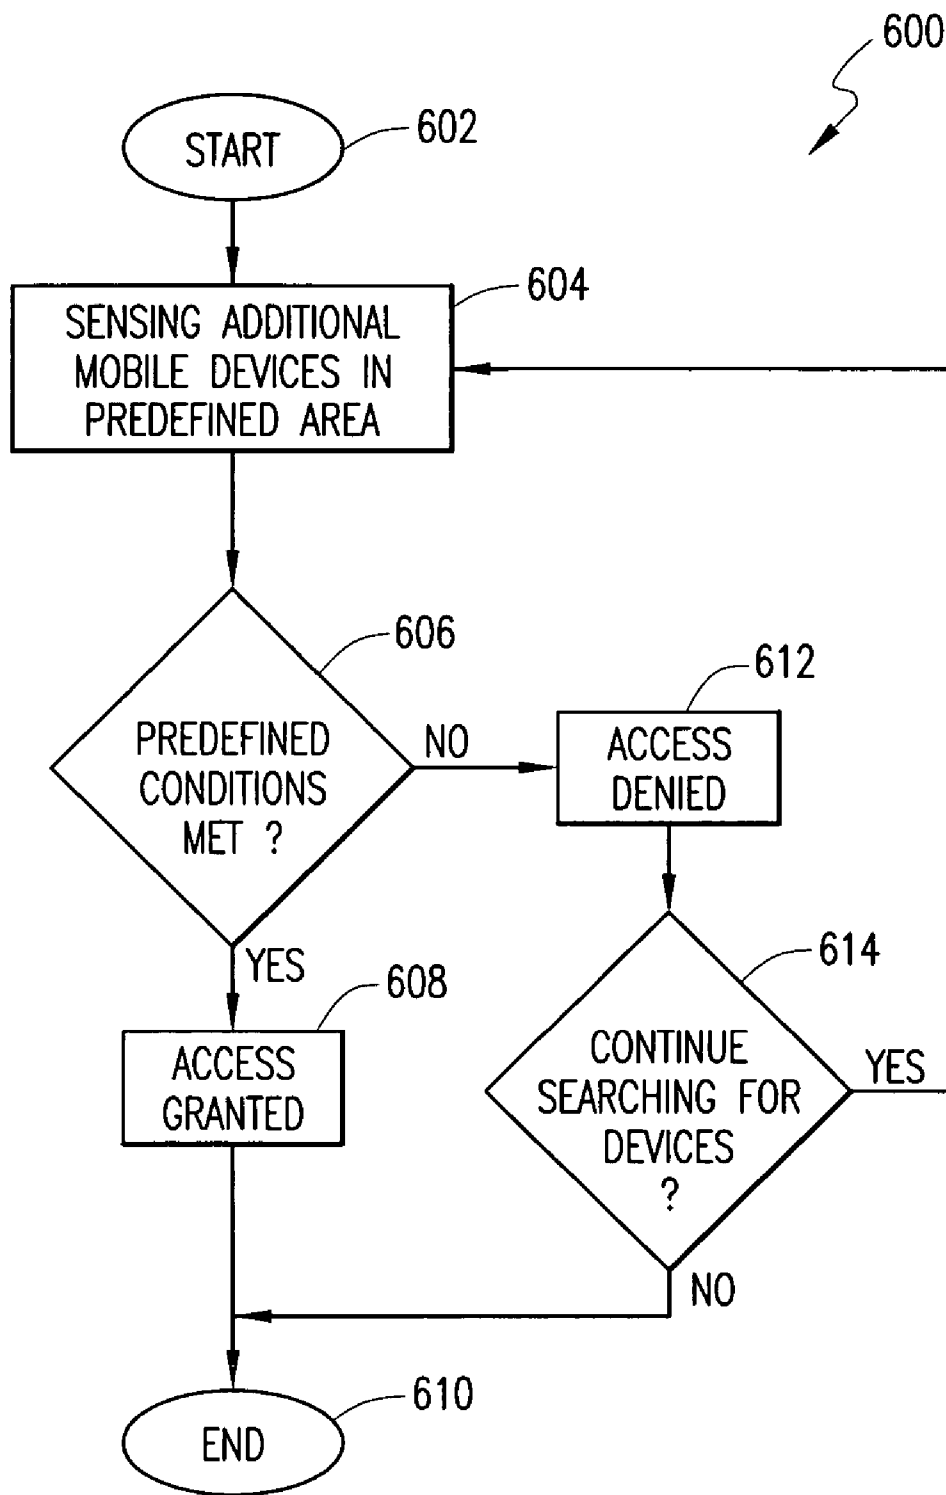 600
START
602
604
SENSING ADDITIONAL
MOBILE DEVICES IN
PREDEFINED AREA
606
PREDEFINED
CONDITIONS
MET ?
NO
612
ACCESS
DENIED
YES
608
ACCESS
GRANTED
614
CONTINUE
SEARCHING FOR
DEVICES
?
YES
NO
610
END